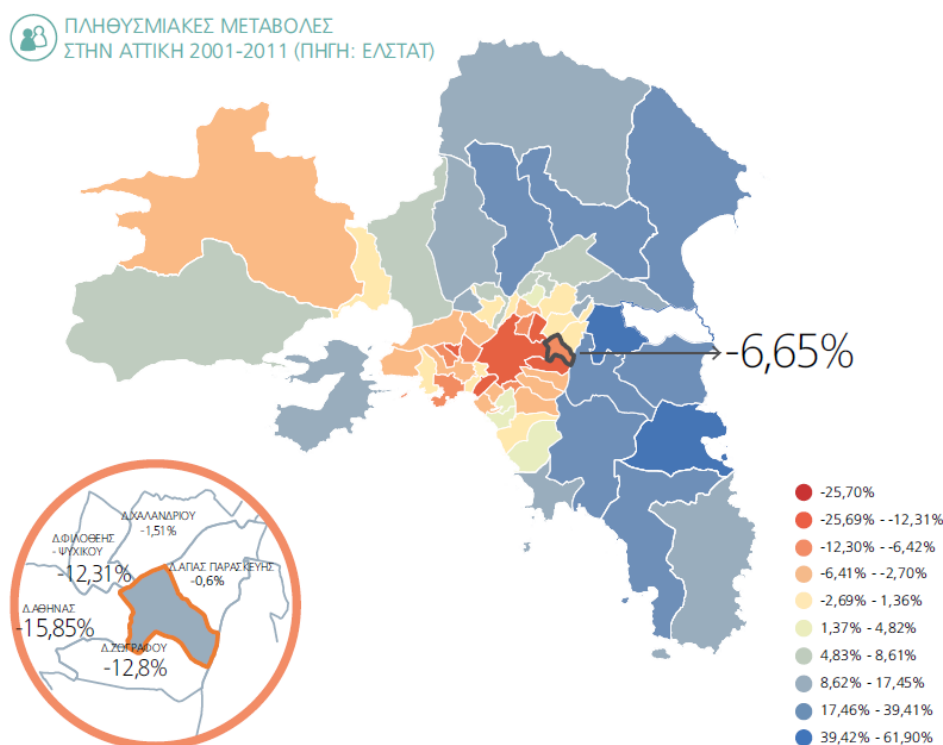 ΠΛΗΘΥΣΜΙΑΚΕΣ ΜΕΤΑΒΟΛΕΣ
ΣΤΗΝ ΑΤΤΙΚΗ 2001-2011 (ΠΗΓΗ: ΕΛΣΤΑΤ)
-6,65%
Δ.ΧΑΛΑΝΔΡΙΟΥ
-1,51%
Δ.ΦΙΛΟΘΕΗΣ
- ΨΥΧΙΚΟΥ
-12,31%
Δ.ΑΓΙΑΣ ΠΑΡΑΣΚΕΥΗΣ
-0,6%
Δ.ΑΘΗΝΑΣ
-15,85%
Δ.ΖΩΓΡΑΦΟΥ
-12,8%
-25,70%
-25,69% - -12,31%
-12,30% - -6,42%
-6,41% - -2,70%
-2,69% - 1,36%
1,37% - 4,82%
4,83% - 8,61%
8,62% - 17,45%
17,46% - 39,41%
39,42% - 61,90%